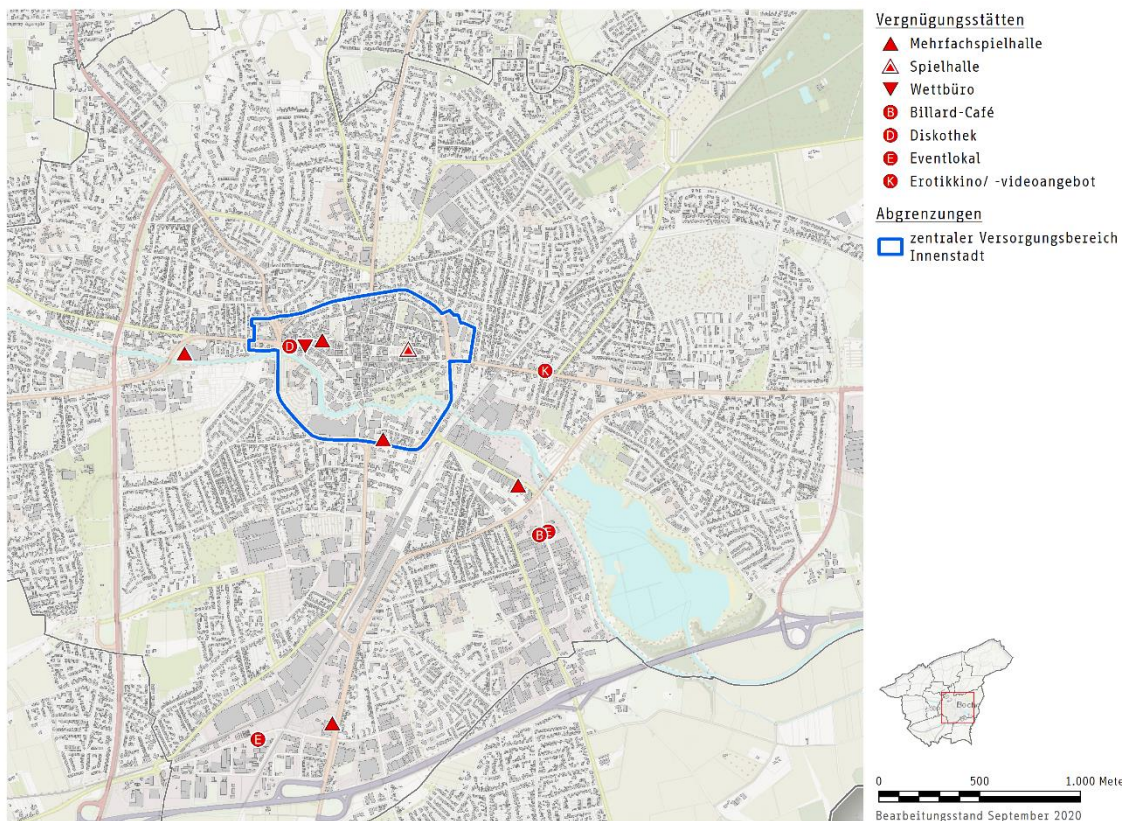 Vergnügungsstätten
Mehrfachspielhalle
Spielhalle
Wettbüro
B Billard-Café
D Diskothek
E Eventlokal
K Erotikkino/ -videoangebot
Abgrenzungen
zentraler Versorgungsbereich
Innenstadt
D
K
B E
E
Boch
0 500 1.000 Mete
Bearbeitungsstand September 2020